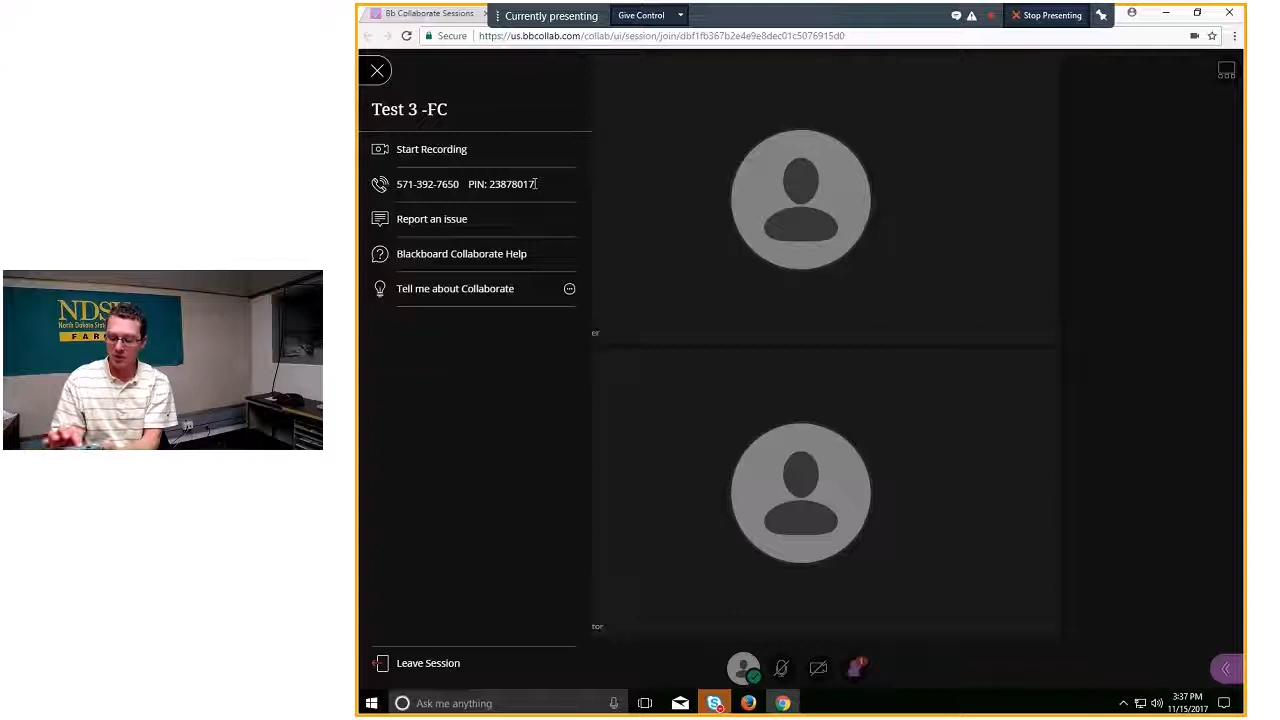 Bb Collaborate Sessions
Currently presenting
Give Control
Stop Presenting
Secure
https://us.bbcollab.com/collab/ui/session/join/dbf1fb367b2e4e9e8dec01c5076915d0
Test 3 -FC
Start Recording
571-392-7650 PIN: 23878017
Report an issue
Blackboard Collaborate Help
Tell me about Collaborate
er
tor
Leave Session
Ask me anything
3:37 PM
11/15/2017
NDSU
North Dakota State